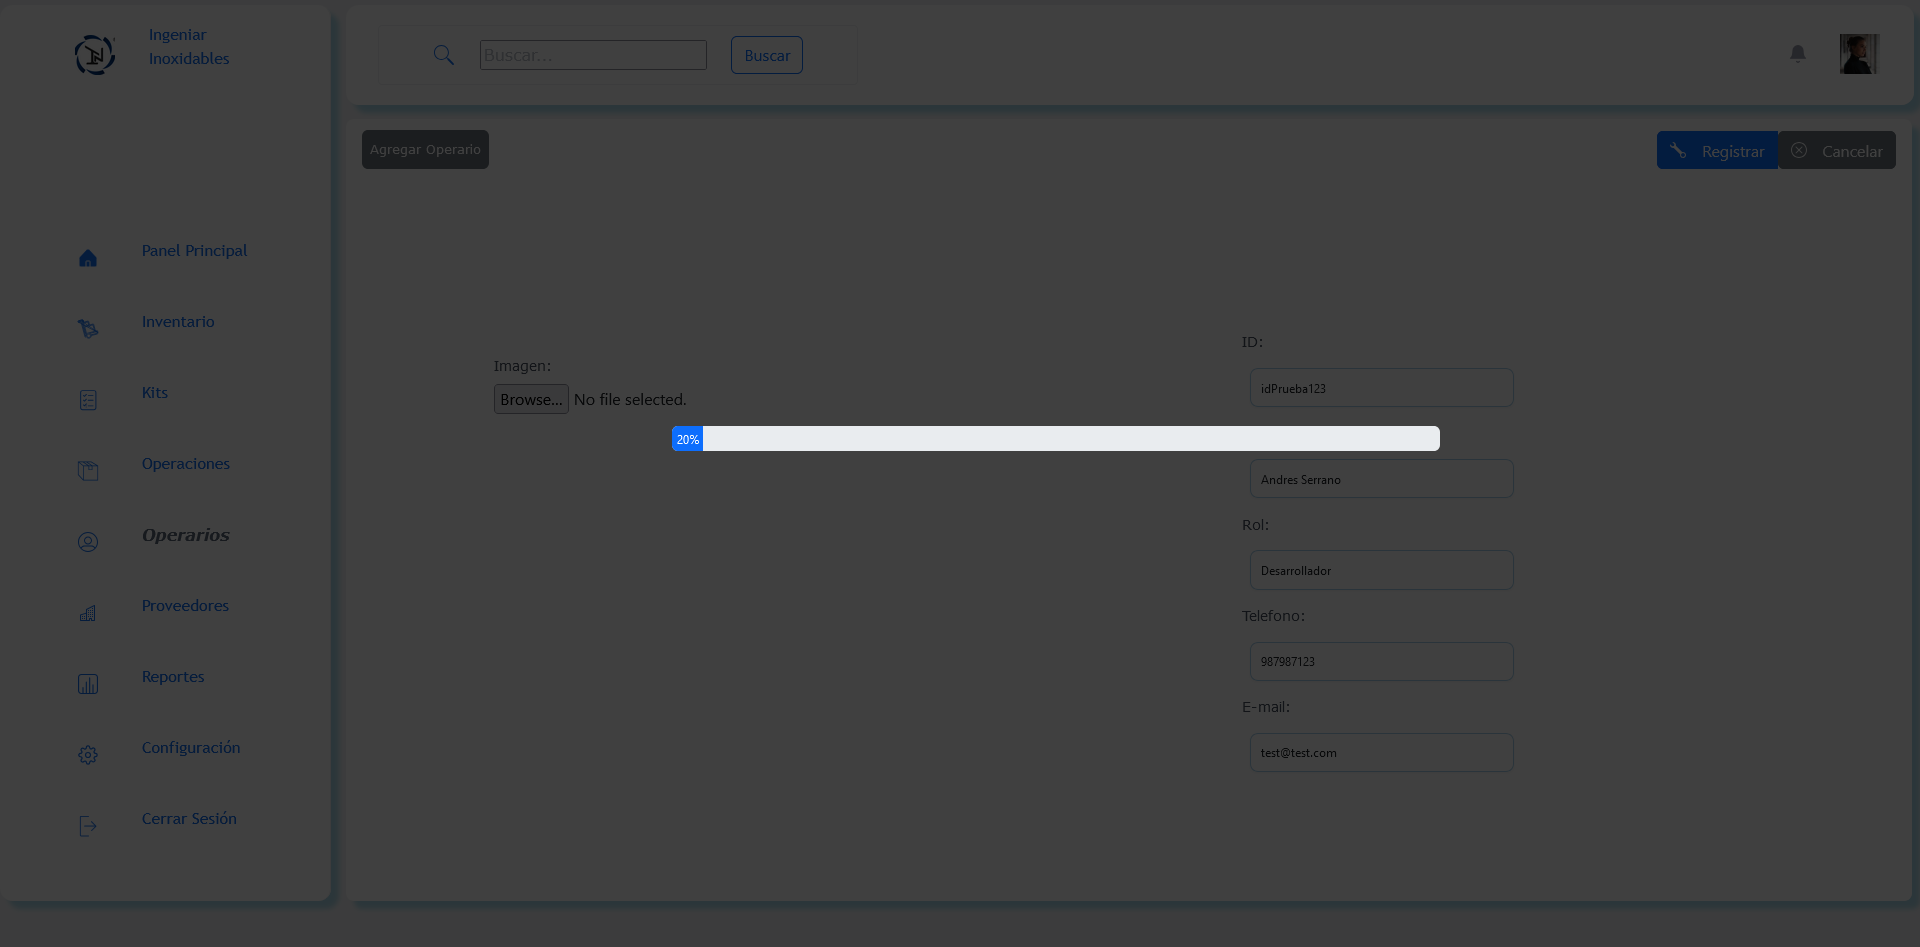 Ingeniar
Inoxidables
Buscar...
Buscar
Agregar Operario
Registrar
Cancelar
Panel Principal
Inventario
Kits
Operaciones
Operarios
Proveedores
Reportes
Configuración
Cerrar Sesión
Imagen:
Browse... No file selected.
20%
ID:
idPrueba123
Andres Serrano
Rol:
Desarrollador
Telefono:
987987123
E-mail:
test@test.com